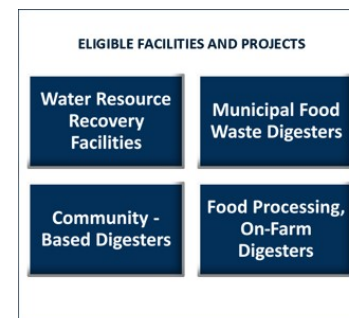 ELIGIBLE FACILITIES AND PROJECTS
Water Resource
Recovery
Facilities
Municipal Food
Waste Digesters
Community -
Based Digesters
Food Processing,
On-Farm
Digesters